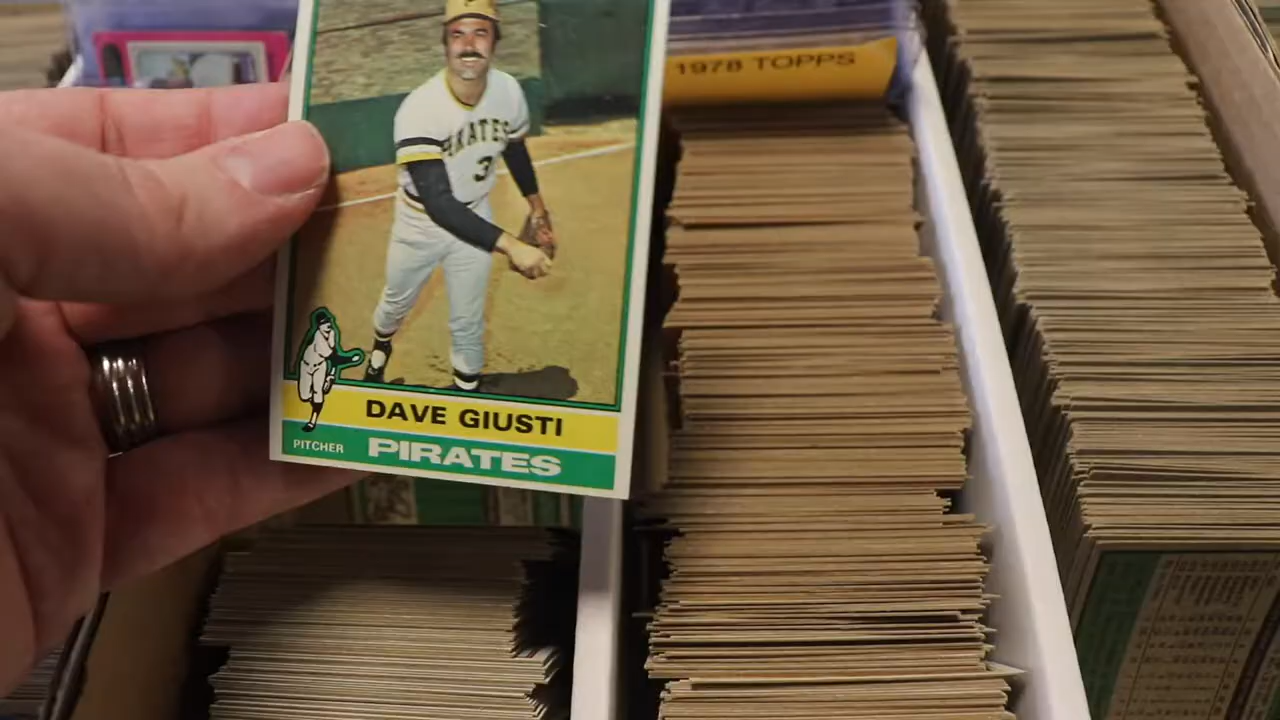 1978 TOPPS
PIRATES
3
DAVE GIUSTI
PITCHER
PIRATES